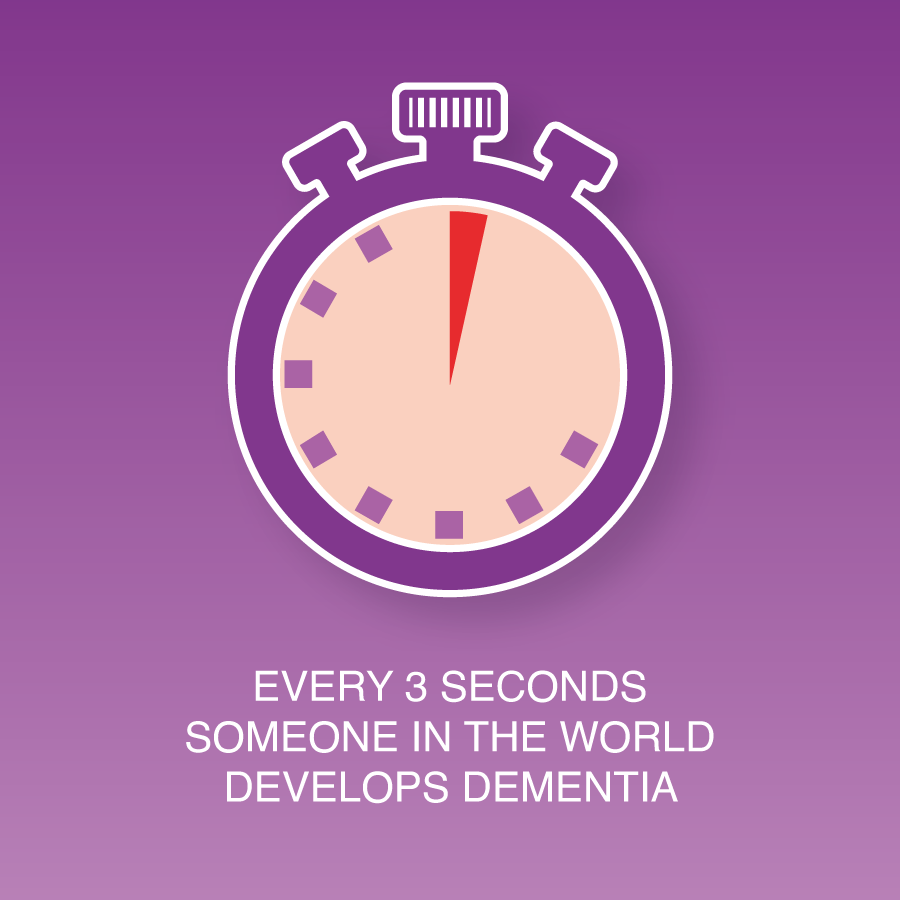 EVERY 3 SECONDS
SOMEONE IN THE WORLD
DEVELOPS DEMENTIA